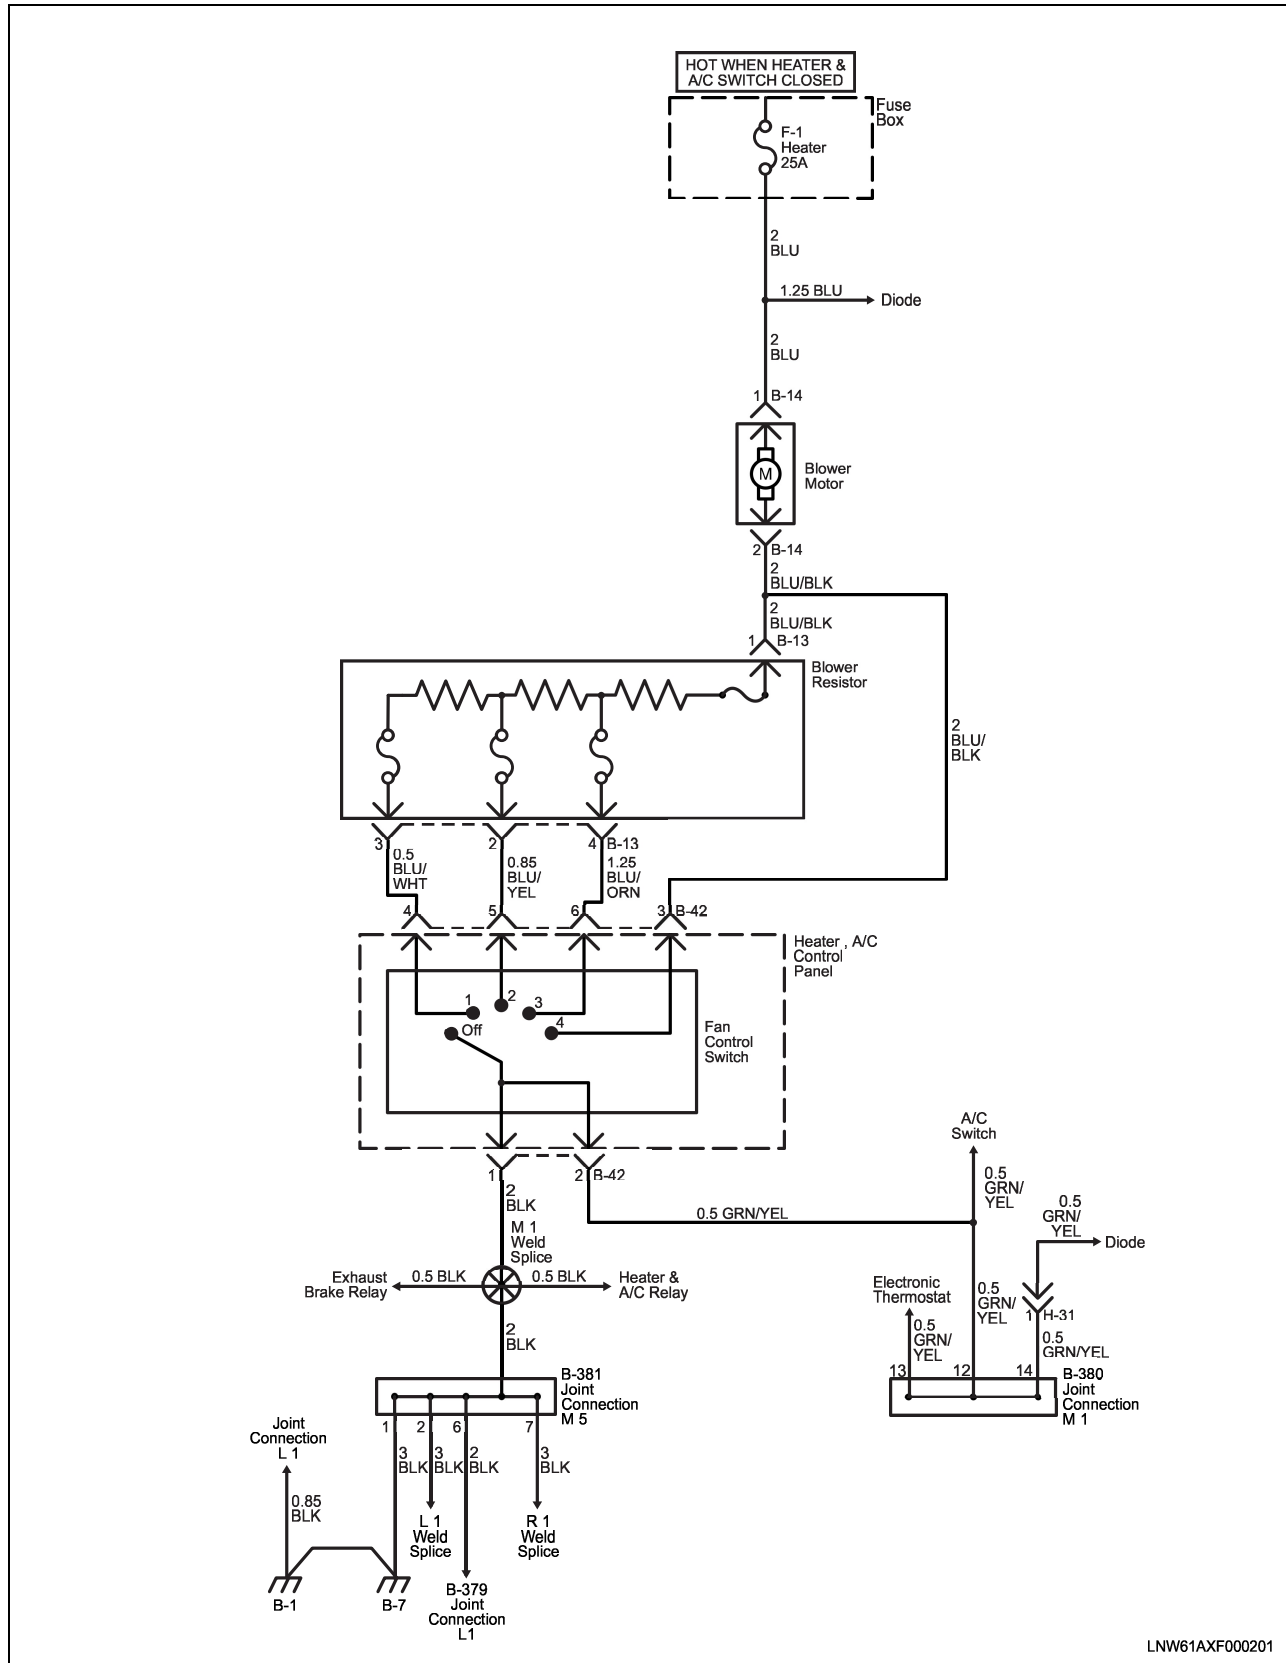 HOT WHEN HEATER &
A/C SWITCH CLOSED
Fuse
Box
F-1
Heater
25A
2
BLU
1.25 BLU
Diode
2
BLU
1 B-14
M
Blower
Motor
2 B-14
2
BLU/BLK
2
BLU/BLK
1 B-13
Blower
Resistor
2
BLU/
BLK
3
2
4 B-13
0.5
BLU/
WHT
0.85
BLU/
YEL
1.25
BLU/
ORN
4
5
6
3 B-42
Heater , A/C
Control
Panel
1
2
3
4
Off
Fan
Control
Switch
1
2 B-42
2
BLK
0.5 GRN/YEL
A/C
Switch
0.5
GRN/
YEL
0.5
GRN/
YEL
Diode
M 1
Weld
Splice
Exhaust
Brake Relay
0.5 BLK
0.5 BLK
Heater &
A/C Relay
Electronic
Thermostat
0.5
GRN/
YEL
0.5
GRN/
YEL
1 H-31
0.5
GRN/YEL
2
BLK
13
12
14
B-380
Joint
Connection
M 1
B-381
Joint
Connection
M 5
1
2
6
7
3
BLK
3
BLK
2
BLK
3
BLK
Joint
Connection
L 1
0.85
BLK
L 1
Weld
Splice
R 1
Weld
Splice
B-1
B-7
B-379
Joint
Connection
L1
LNW61AXF000201